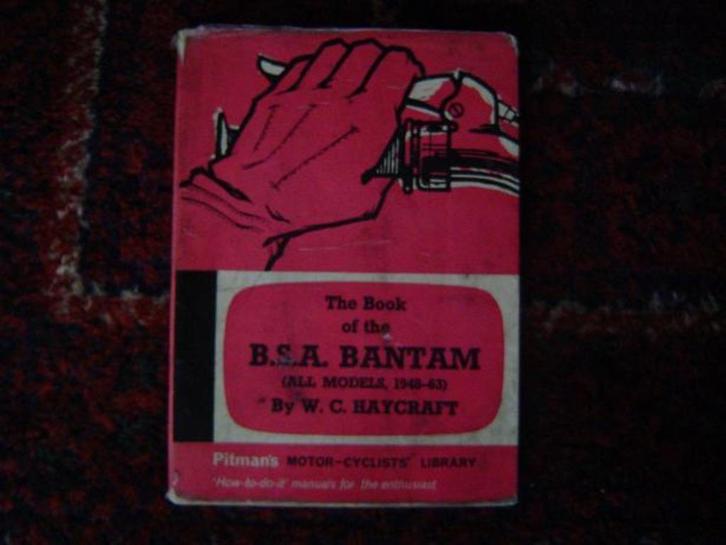 The Book
of the
B.S.A. BANTAM
(ALL MODELS, 1948-63)
By W. C. HAYCRAFT
Pitman's MOTOR-CYCLISTS' LIBRARY
'How-to-do-it' manuals for the enthusiast